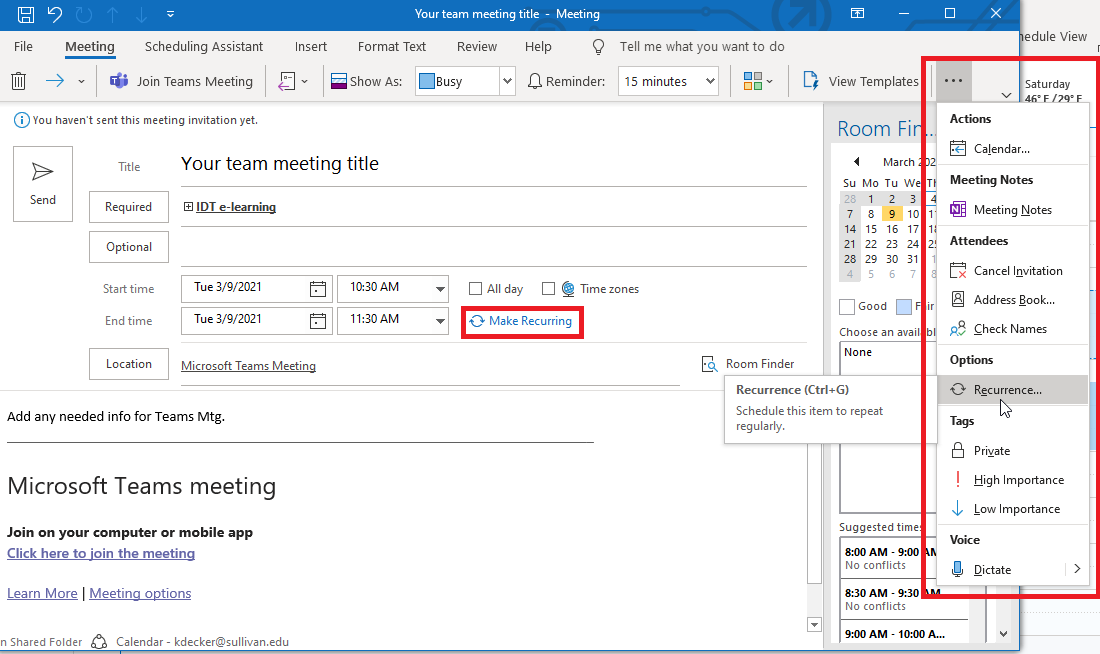 Your team meeting title - Meeting
File Meeting Scheduling Assistant Insert Format Text Review Help Tell me what you want to do
Join Teams Meeting Show As: Busy Reminder: 15 minutes View Templates ...
hedule View
Saturday
46° F /29° F
You haven't sent this meeting invitation yet.
Send
Title Your team meeting title
Required IDT e-learning
Optional
Start time Tue 3/9/2021 10:30 AM All day Time zones
End time Tue 3/9/2021 11:30 AM Make Recurring
Location Microsoft Teams Meeting Room Finder
Recurrence (Ctrl+G)
Schedule this item to repeat
regularly.
Add any needed info for Teams Mtg.
Microsoft Teams meeting
Join on your computer or mobile app
Click here to join the meeting
Learn More | Meeting options
n Shared Folder Calendar - kdecker@sullivan.edu
Room Fin...
March 202
Su Mo Tu We Th
28 1 2 3 4
7 8 9 10 11
14 15 16 17 18
21 22 23 24 25
28 29 30 31 1
4 5 6 7 8
Good Fair
Choose an availabl
None
Suggested times
8:00 AM - 9:00 AM
No conflicts
8:30 AM - 9:30 AM
No conflicts
9:00 AM - 10:00 A...
Actions
Calendar...
Meeting Notes
Meeting Notes
Attendees
Cancel Invitation
Address Book...
Check Names
Options
Recurrence...
Tags
Private
High Importance
Low Importance
Voice
Dictate